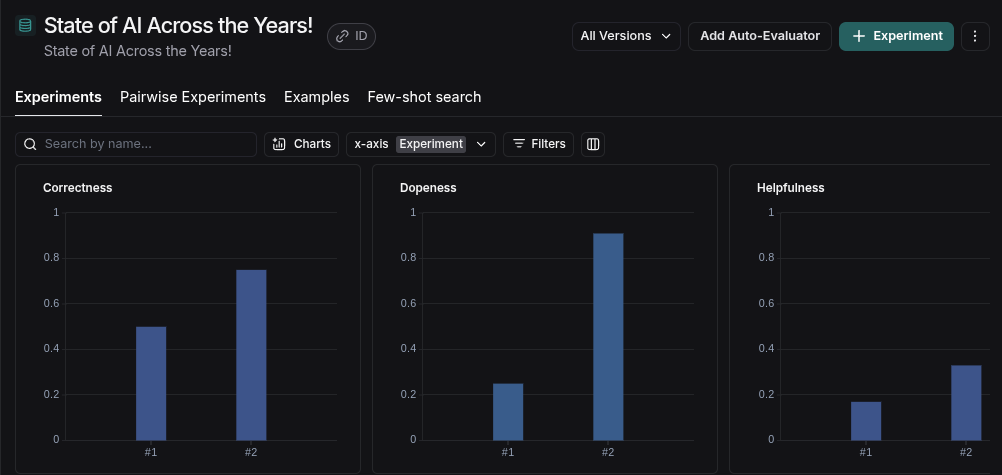 State of AI Across the Years!
ID
State of AI Across the Years!
All Versions
Add Auto-Evaluator
Experiment
Experiments Pairwise Experiments Examples Few-shot search
Search by name...
Charts
x-axis Experiment
Filters
Correctness
1
0.8
0.6
0.4
0.2
0
#1 #2
Dopeness
1
0.8
0.6
0.4
0.2
0
#1 #2
Helpfulness
1
0.8
0.6
0.4
0.2
0
#1 #2